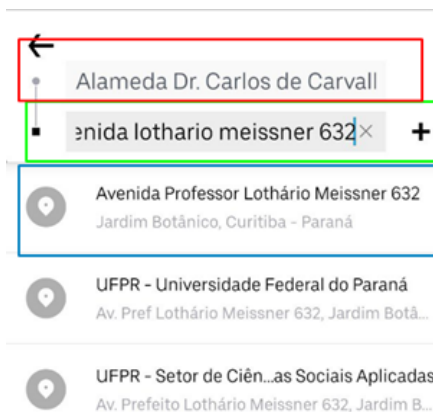 Alameda Dr. Carlos de Carvall
enida lothario meissner 632
Avenida Professor Lothário Meissner 632
Jardim Botânico, Curitiba - Paraná
UFPR - Universidade Federal do Paraná
Av. Pref Lothário Meissner 632, Jardim Botâ...
UFPR - Setor de Ciên...as Sociais Aplicadas
Av. Prefeito Lothário Meissner 632, Jardim B...